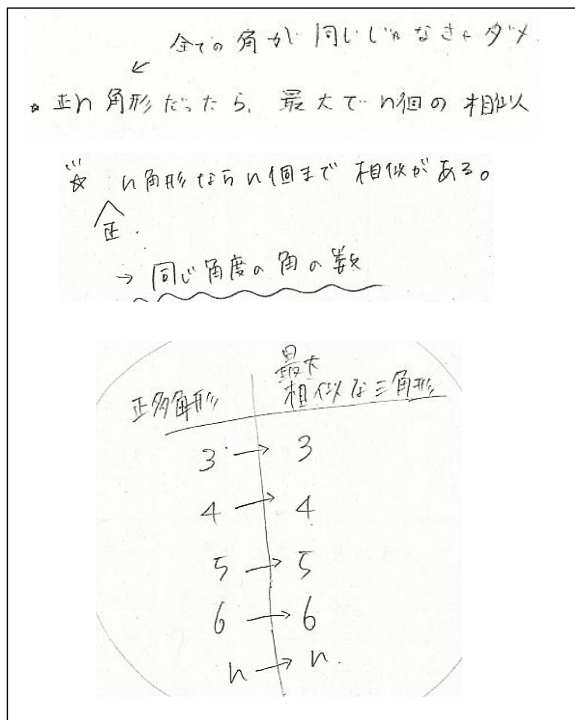 全ての角が同じじゃなきゃダメ
↙
☆ 正n角形だったら、最大でn個の相似
☆ n角形ならn個まで相似がある。
正
→ 同じ角度の角の数
最大
正多角形 相似な三角形
3 → 3
4 → 4
5 → 5
6 → 6
n → n.